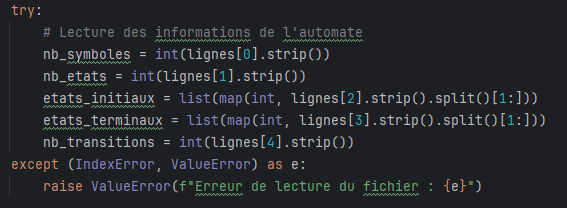 try:
    # Lecture des informations de l'automate
    nb_symboles = int(lignes[0].strip())
    nb_etats = int(lignes[1].strip())
    etats_initiaux = list(map(int, lignes[2].strip().split()[1:]))
    etats_terminaux = list(map(int, lignes[3].strip().split()[1:]))
    nb_transitions = int(lignes[4].strip())
except (IndexError, ValueError) as e:
    raise ValueError(f"Erreur de lecture du fichier : {e}")